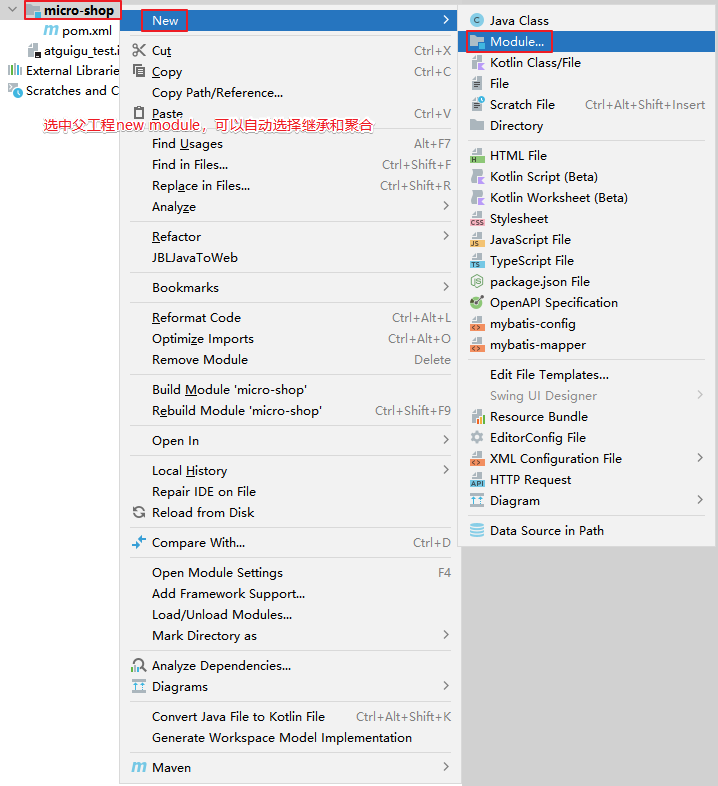 micro-shop
pom.xml
atguigu_test.i
External Librarie
Scratches and C
选中父工程new module，可以自动选择继承和聚合
New
Cut Ctrl+X
Copy Ctrl+C
Copy Path/Reference...
Paste Ctrl+V
Find Usages Alt+F7
Find in Files... Ctrl+Shift+F
Replace in Files... Ctrl+Shift+R
Analyze
Refactor
JBLJavaToWeb
Bookmarks
Reformat Code Ctrl+Alt+L
Optimize Imports Ctrl+Alt+O
Remove Module Delete
Build Module 'micro-shop'
Rebuild Module 'micro-shop' Ctrl+Shift+F9
Open In
Local History
Repair IDE on File
Reload from Disk
Compare With... Ctrl+D
Open Module Settings F4
Add Framework Support...
Load/Unload Modules...
Mark Directory as
Analyze Dependencies...
Diagrams
Convert Java File to Kotlin File Ctrl+Alt+Shift+K
Generate Workspace Model Implementation
Maven
Java Class
Module...
Kotlin Class/File
File
Scratch File Ctrl+Alt+Shift+Insert
Directory
HTML File
Kotlin Script (Beta)
Kotlin Worksheet (Beta)
Stylesheet
JavaScript File
TypeScript File
package.json File
OpenAPI Specification
mybatis-config
mybatis-mapper
Edit File Templates...
Swing UI Designer
Resource Bundle
EditorConfig File
XML Configuration File
HTTP Request
Diagram
Data Source in Path